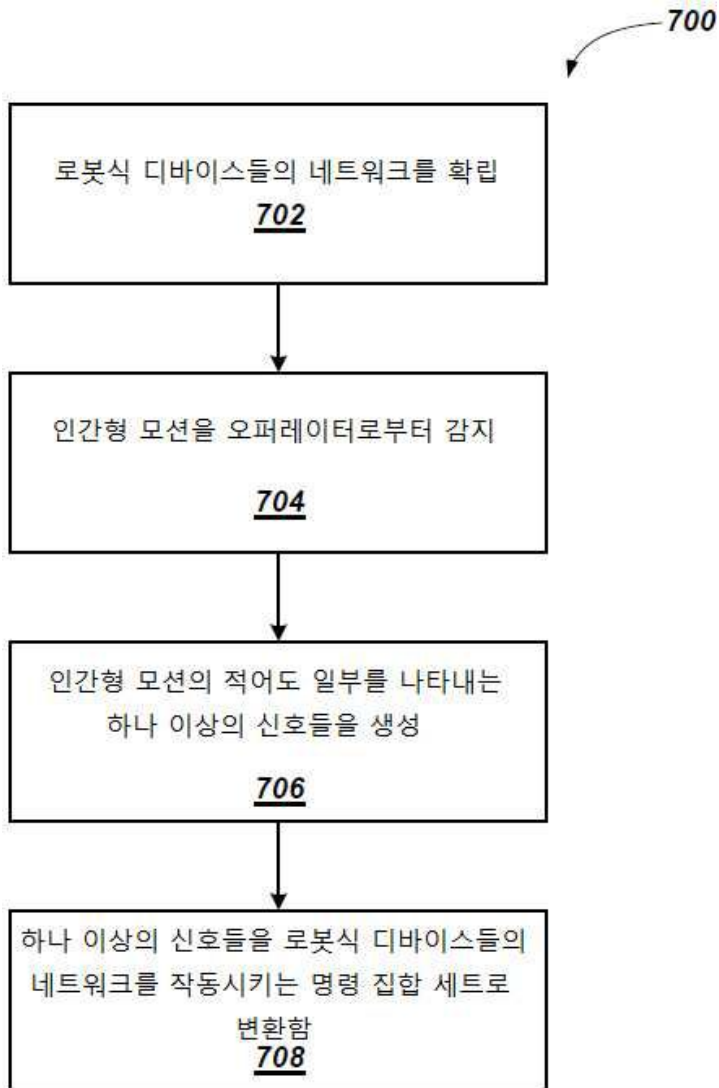 700
로봇식 디바이스들의 네트워크를 확립
702
인간형 모션을 오퍼레이터로부터 감지
704
인간형 모션의 적어도 일부를 나타내는
하나 이상의 신호들을 생성
706
하나 이상의 신호들을 로봇식 디바이스들의
네트워크를 작동시키는 명령 집합 세트로
변환함
708